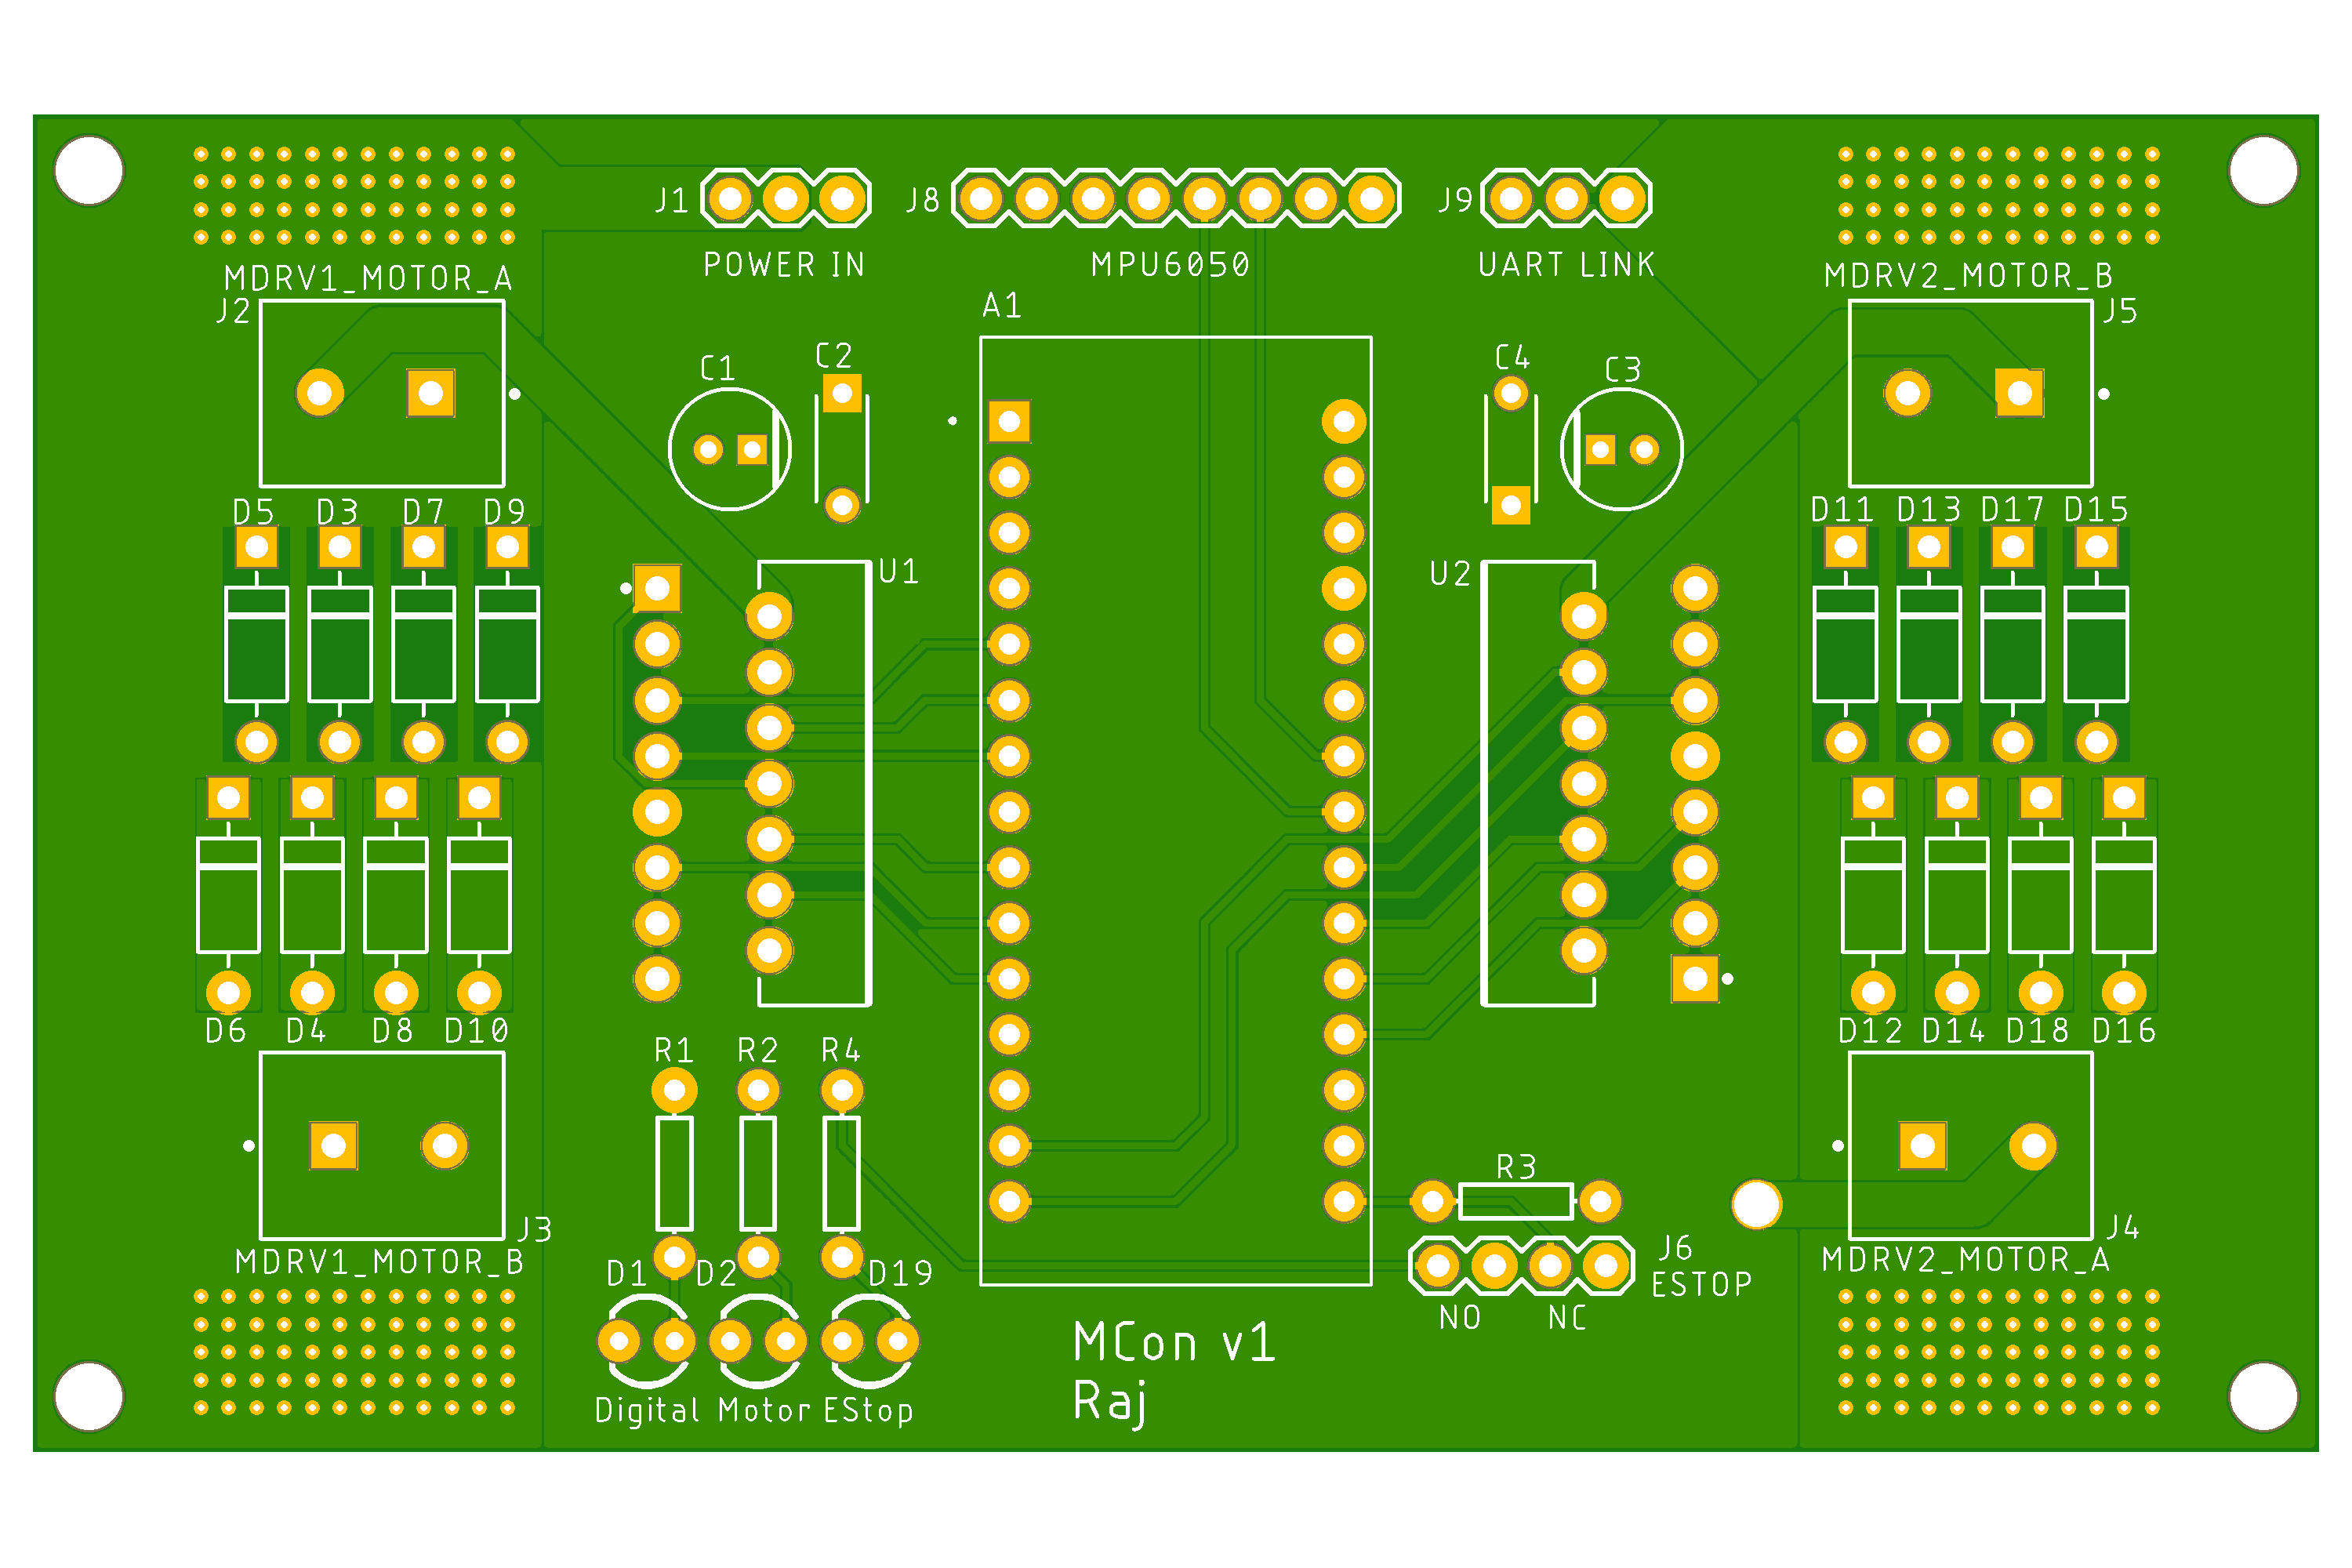 J1
J8
J9
POWER IN
MPU6050
UART LINK
MDRV1_MOTOR_A
MDRV2_MOTOR_B
J2
A1
J5
C1
C2
C4
C3
D5 D3 D7 D9
D11 D13 D17 D15
U1
U2
D6 D4 D8 D10
D12 D14 D18 D16
R1 R2 R4
R3
J3
J4
MDRV1_MOTOR_B
J6
MDRV2_MOTOR_A
D1 D2 D19
ESTOP
NO NC
MCon v1
Raj
Digital Motor EStop